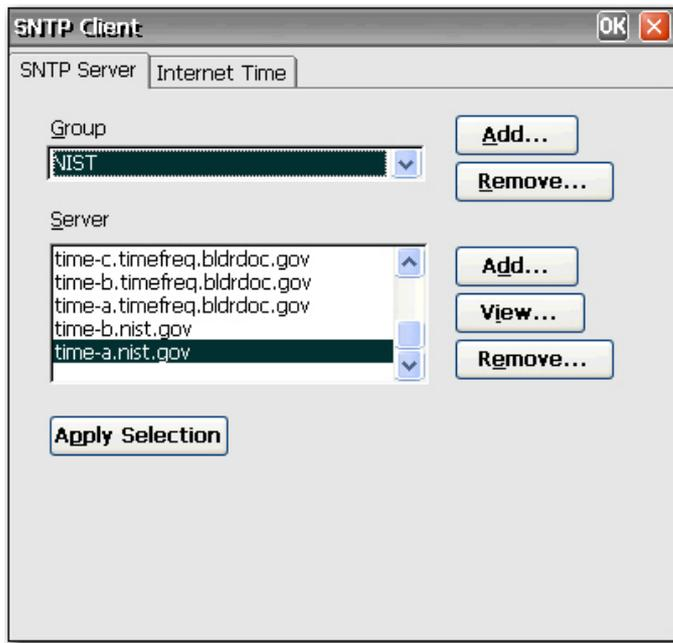 SNTP Client OK
SNTP Server Internet Time
Group
Add...
NIST
Remove...
Server
time-c.timefreq.bldrdoc.gov
Add...
time-b.timefreq.bldrdoc.gov
time-a.timefreq.bldrdoc.gov
View...
time-b.nist.gov
time-a.nist.gov
Remove...
Apply Selection